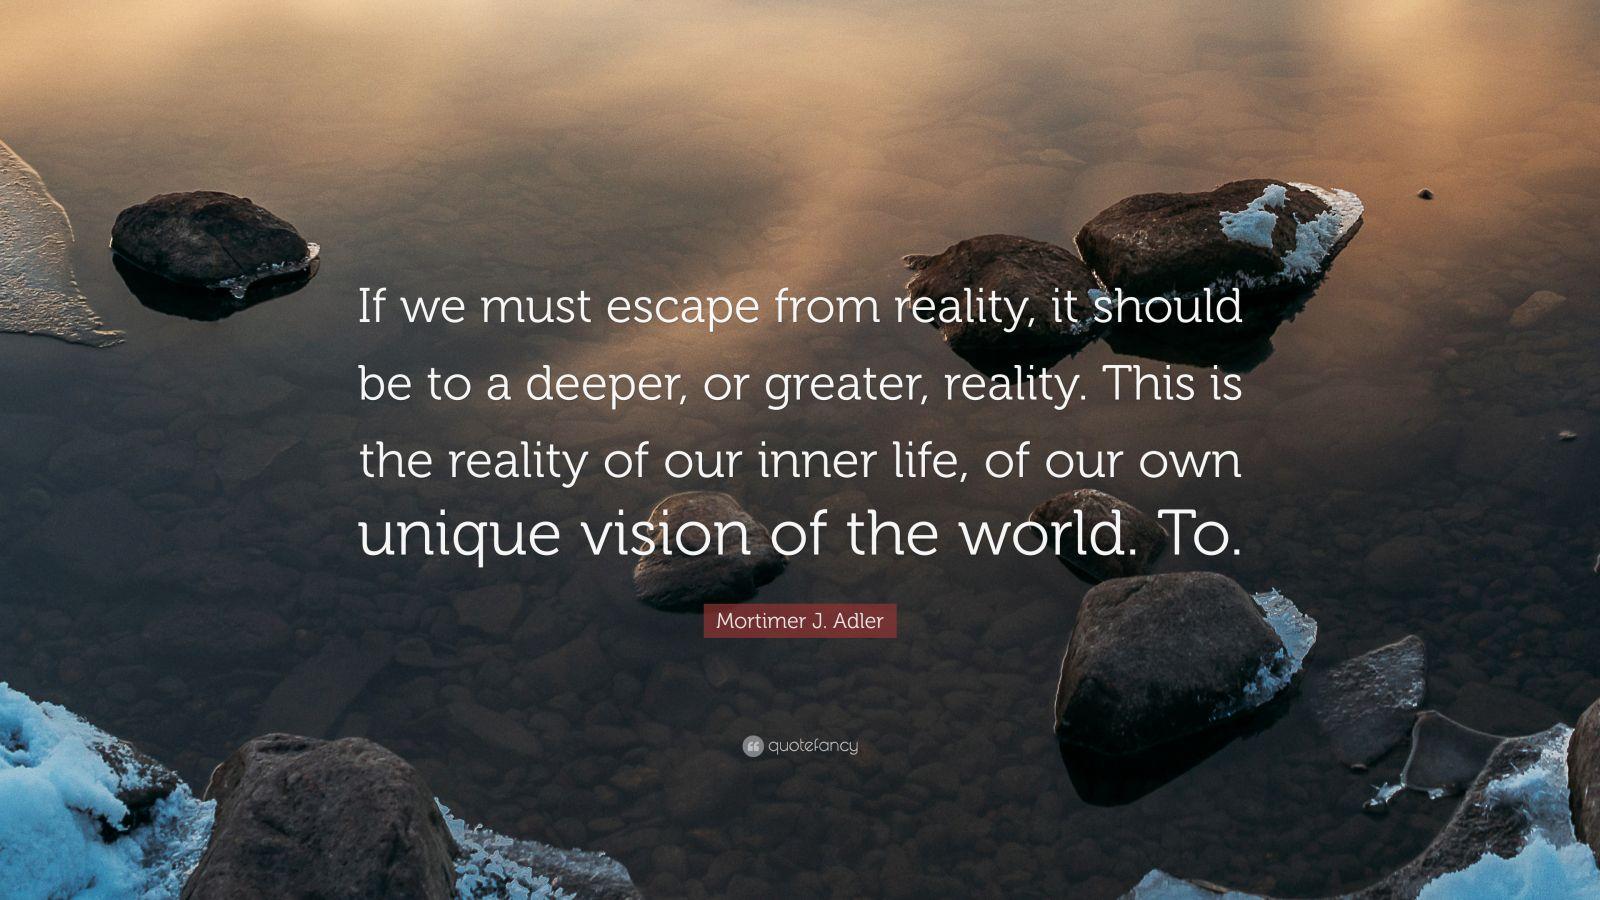 If we must escape from reality, it should
be to a deeper, or greater, reality. This is
the reality of our inner life, of our own
unique vision of the world. To.
Mortimer J. Adler
quotefancy